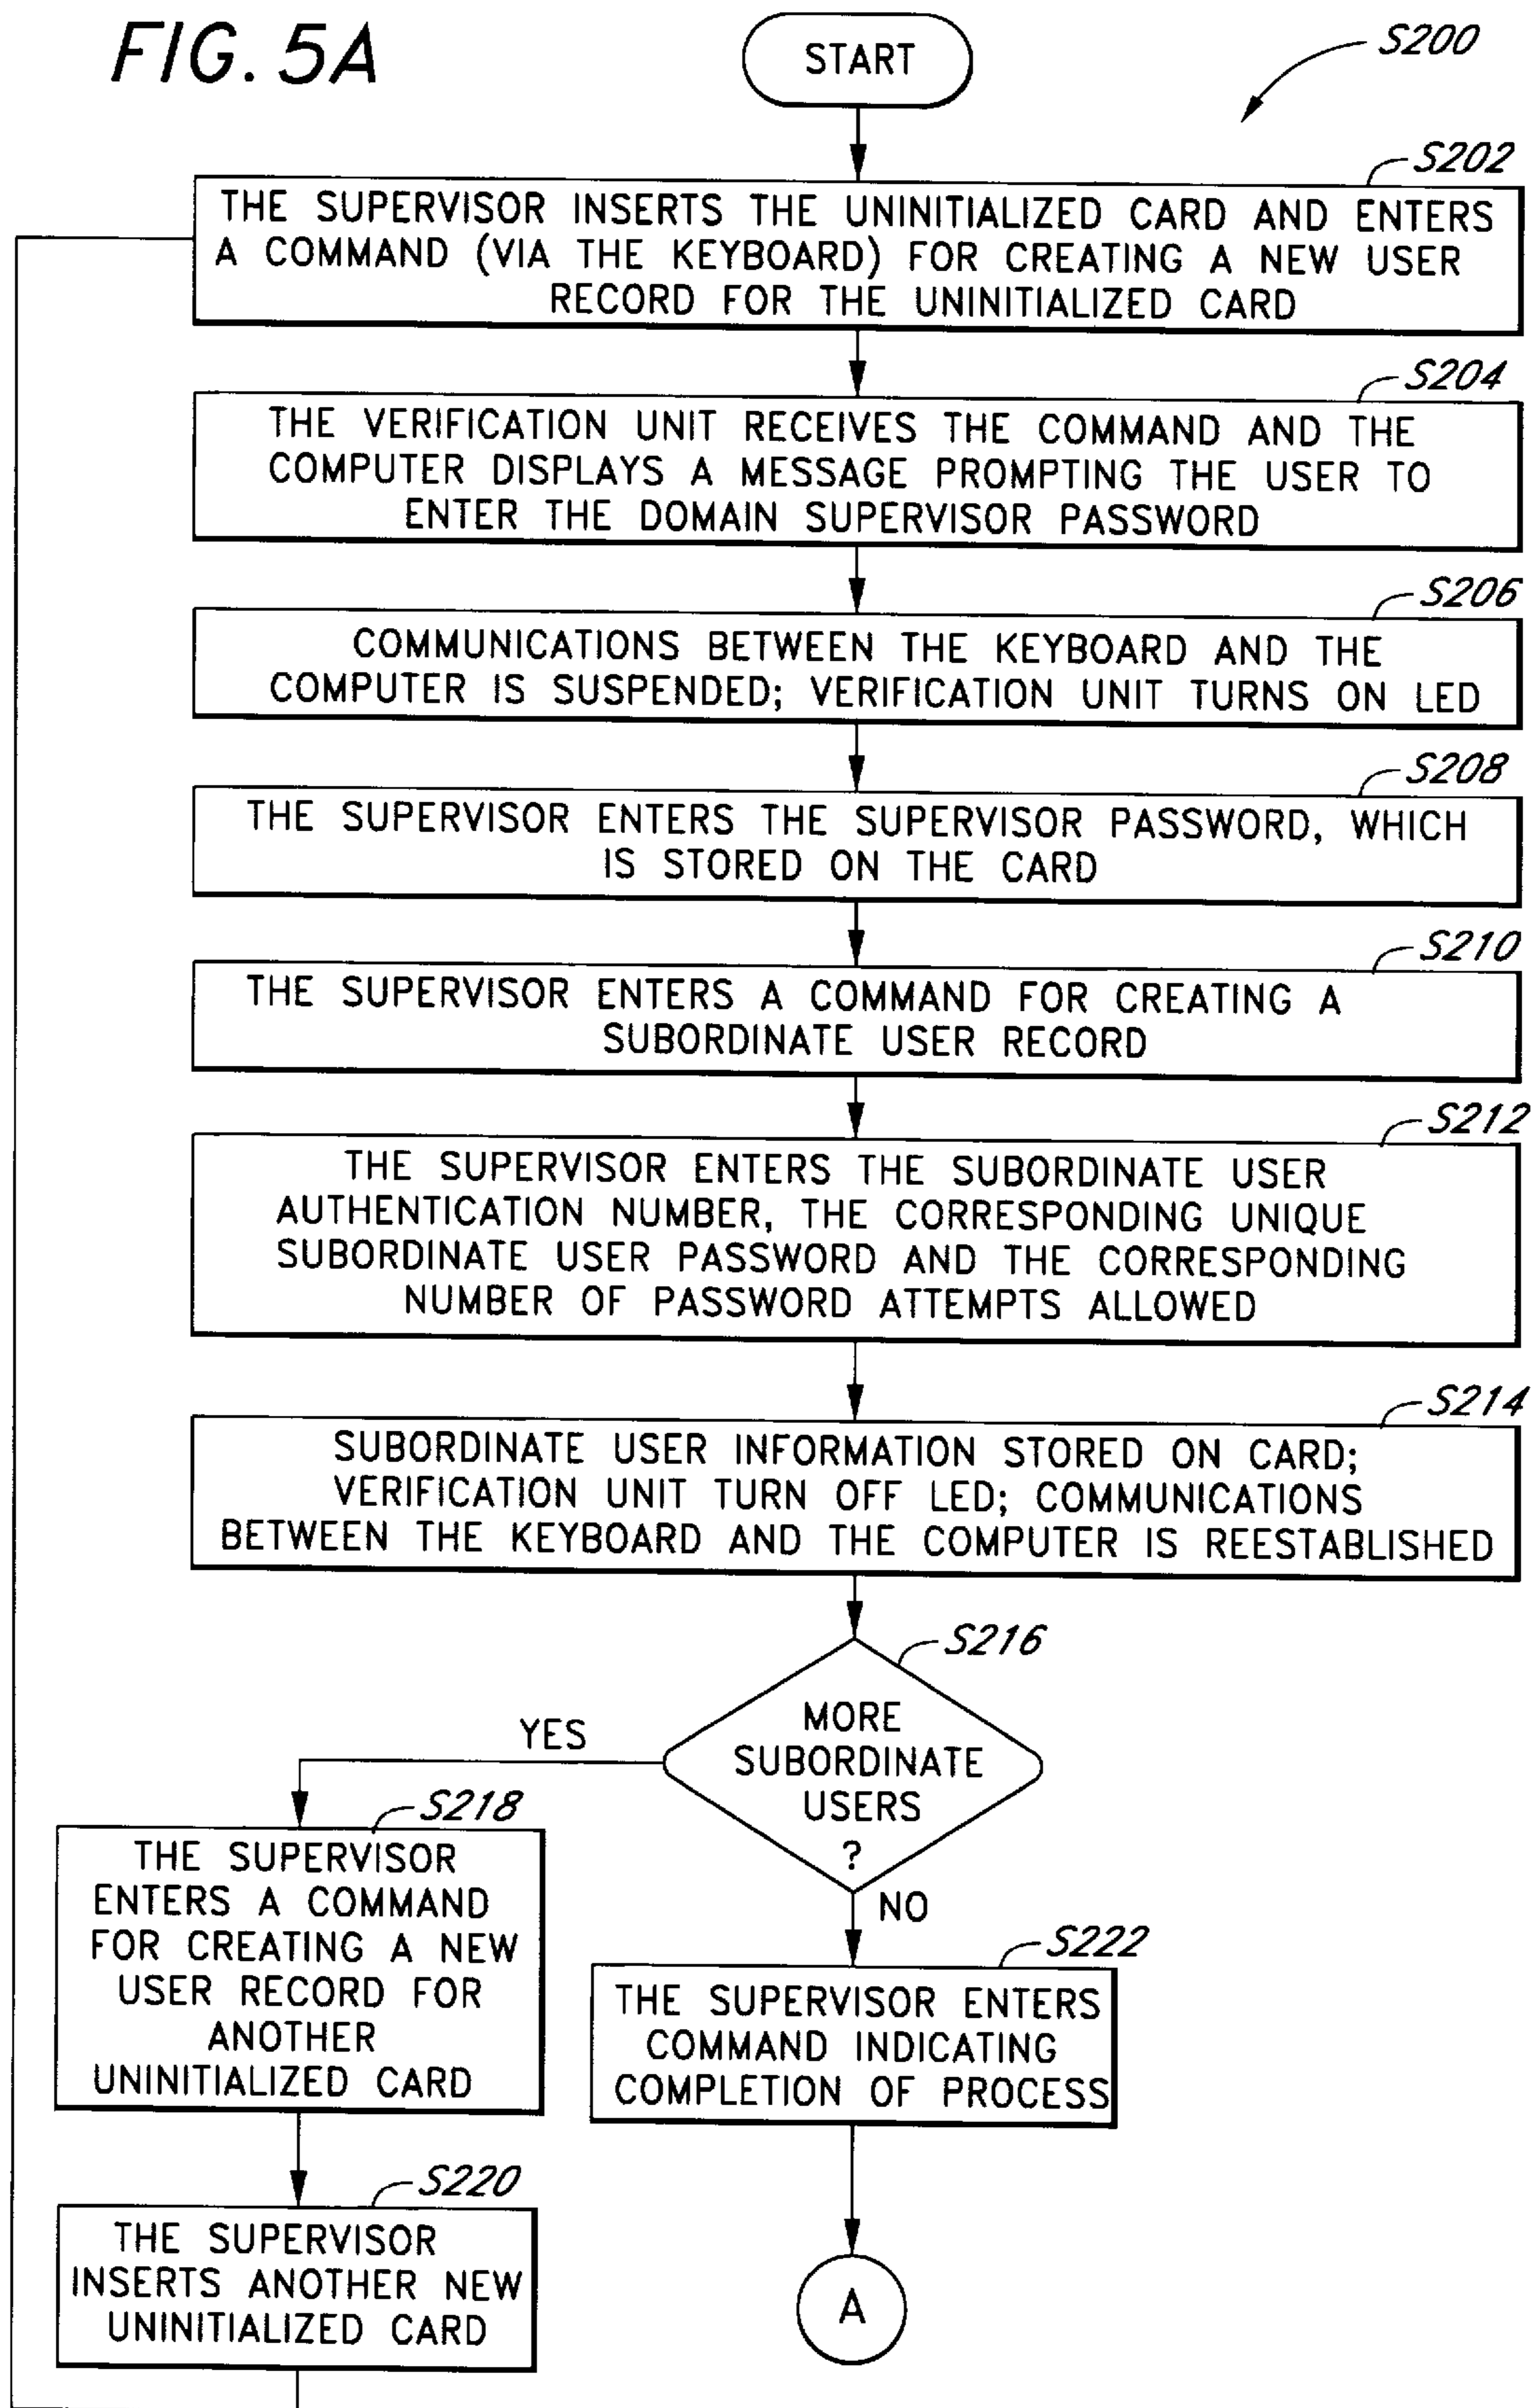 FIG. 5A
START
S200
S202
THE SUPERVISOR INSERTS THE UNINITIALIZED CARD AND ENTERS
A COMMAND (VIA THE KEYBOARD) FOR CREATING A NEW USER
RECORD FOR THE UNINITIALIZED CARD
S204
THE VERIFICATION UNIT RECEIVES THE COMMAND AND THE
COMPUTER DISPLAYS A MESSAGE PROMPTING THE USER TO
ENTER THE DOMAIN SUPERVISOR PASSWORD
S206
COMMUNICATIONS BETWEEN THE KEYBOARD AND THE
COMPUTER IS SUSPENDED; VERIFICATION UNIT TURNS ON LED
S208
THE SUPERVISOR ENTERS THE SUPERVISOR PASSWORD, WHICH
IS STORED ON THE CARD
S210
THE SUPERVISOR ENTERS A COMMAND FOR CREATING A
SUBORDINATE USER RECORD
S212
THE SUPERVISOR ENTERS THE SUBORDINATE USER
AUTHENTICATION NUMBER, THE CORRESPONDING UNIQUE
SUBORDINATE USER PASSWORD AND THE CORRESPONDING
NUMBER OF PASSWORD ATTEMPTS ALLOWED
S214
SUBORDINATE USER INFORMATION STORED ON CARD;
VERIFICATION UNIT TURN OFF LED; COMMUNICATIONS
BETWEEN THE KEYBOARD AND THE COMPUTER IS REESTABLISHED
S216
MORE
SUBORDINATE
USERS
?
YES
NO
S218
THE SUPERVISOR
ENTERS A COMMAND
FOR CREATING A NEW
USER RECORD FOR
ANOTHER
UNINITIALIZED CARD
S222
THE SUPERVISOR ENTERS
COMMAND INDICATING
COMPLETION OF PROCESS
S220
THE SUPERVISOR
INSERTS ANOTHER NEW
UNINITIALIZED CARD
A